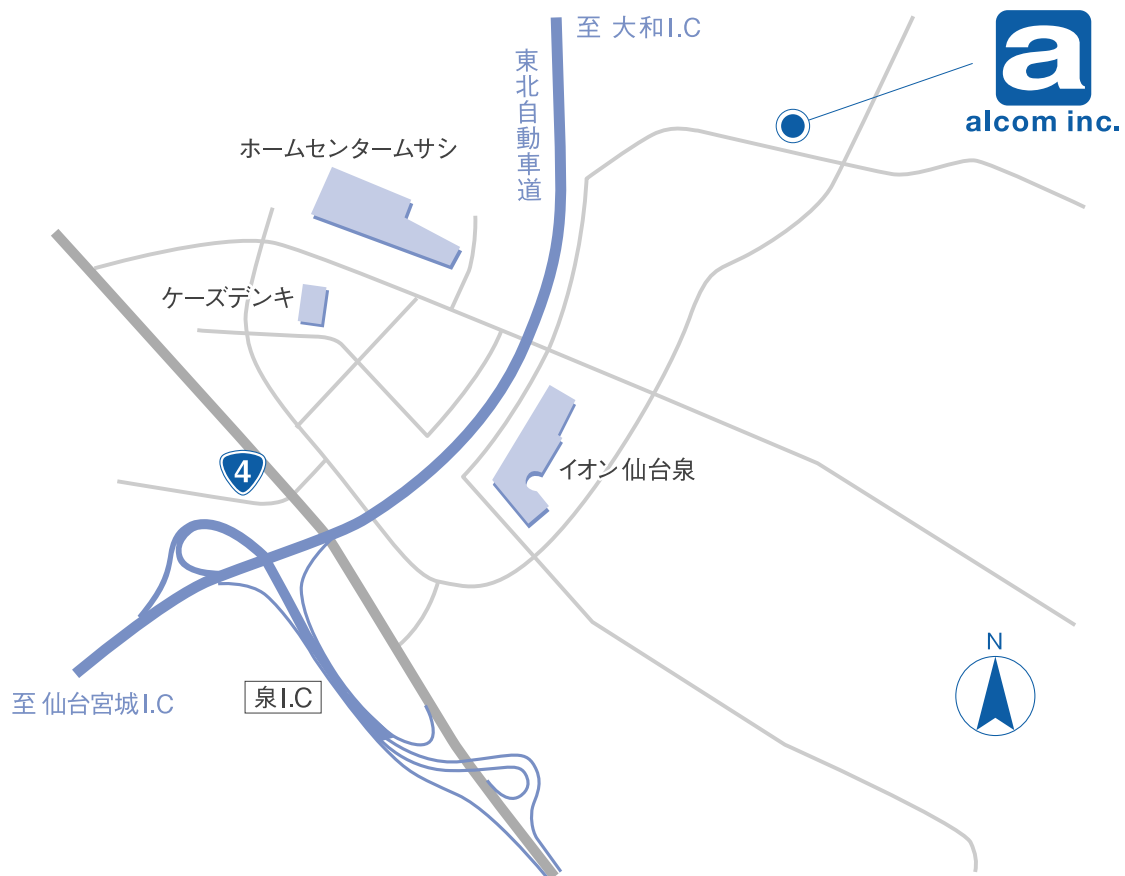 至 大和I.C
東北自動車道
a
alcom inc.
ホームセンタームサシ
ケーズデンキ
イオン仙台泉
4
N
泉I.C
至 仙台宮城I.C